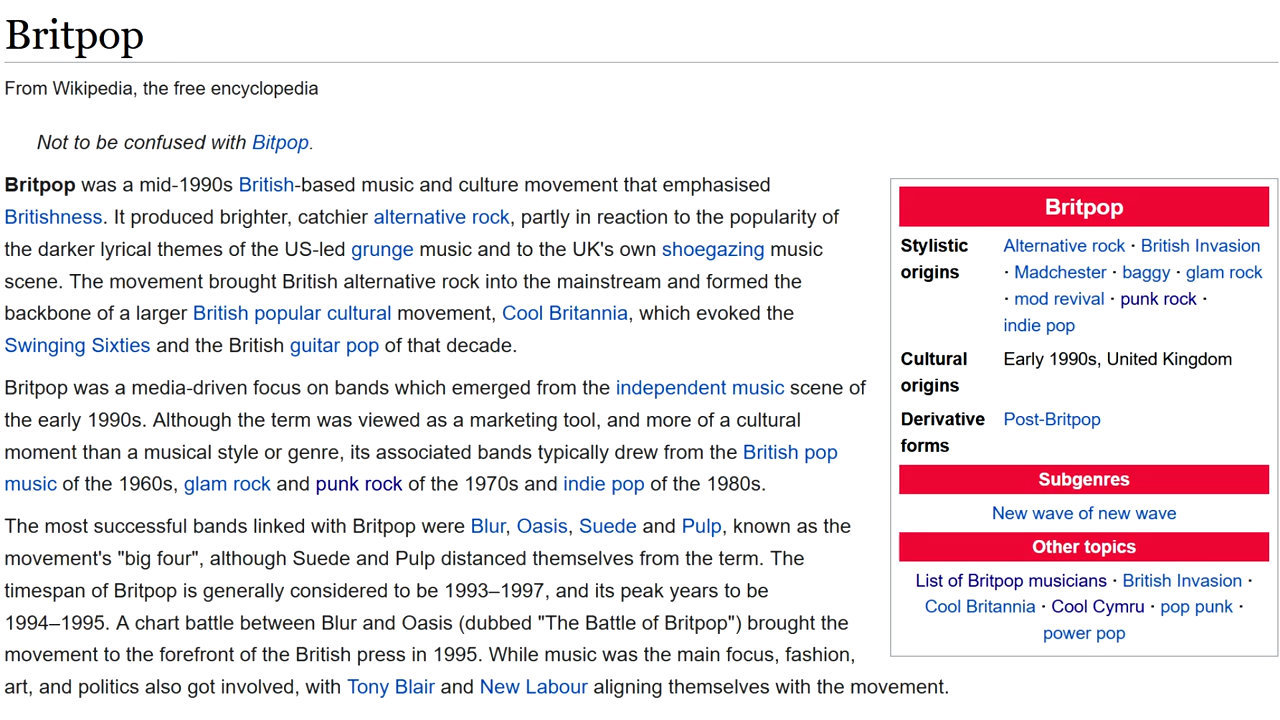 Britpop
From Wikipedia, the free encyclopedia
Not to be confused with Bitpop.
Britpop was a mid-1990s British-based music and culture movement that emphasised
Britishness. It produced brighter, catchier alternative rock, partly in reaction to the popularity of
the darker lyrical themes of the US-led grunge music and to the UK's own shoegazing music
scene. The movement brought British alternative rock into the mainstream and formed the
backbone of a larger British popular cultural movement, Cool Britannia, which evoked the
Swinging Sixties and the British guitar pop of that decade.
Britpop was a media-driven focus on bands which emerged from the independent music scene of
the early 1990s. Although the term was viewed as a marketing tool, and more of a cultural
moment than a musical style or genre, its associated bands typically drew from the British pop
music of the 1960s, glam rock and punk rock of the 1970s and indie pop of the 1980s.
The most successful bands linked with Britpop were Blur, Oasis, Suede and Pulp, known as the
movement's "big four", although Suede and Pulp distanced themselves from the term. The
timespan of Britpop is generally considered to be 1993–1997, and its peak years to be
1994–1995. A chart battle between Blur and Oasis (dubbed "The Battle of Britpop") brought the
movement to the forefront of the British press in 1995. While music was the main focus, fashion,
art, and politics also got involved, with Tony Blair and New Labour aligning themselves with the movement.
Britpop
Stylistic origins
Alternative rock · British Invasion
· Madchester · baggy · glam rock
· mod revival · punk rock ·
indie pop
Cultural origins
Early 1990s, United Kingdom
Derivative forms
Post-Britpop
Subgenres
New wave of new wave
Other topics
List of Britpop musicians · British Invasion ·
Cool Britannia · Cool Cymru · pop punk ·
power pop